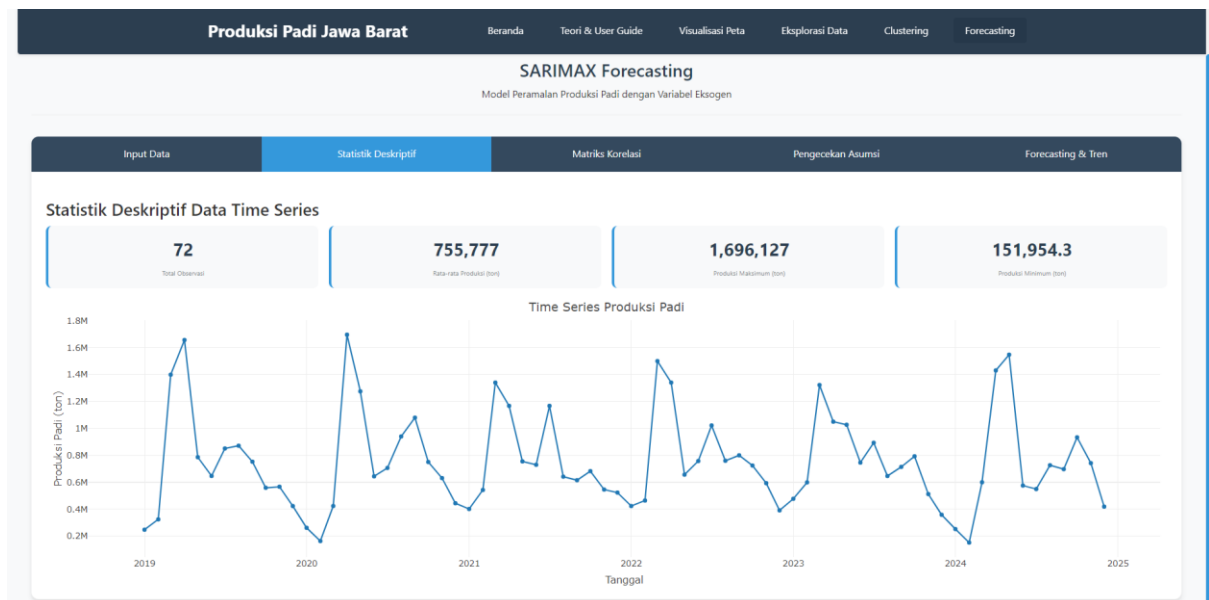 Produksi Padi Jawa Barat Beranda Teori & User Guide Visualisasi Peta Eksplorasi Data Clustering Forecasting
SARIMAX Forecasting
Model Peramalan Produksi Padi dengan Variabel Eksogen
Input Data Statistik Deskriptif Matriks Korelasi Pengecekan Asumsi Forecasting & Tren
Statistik Deskriptif Data Time Series
72 755,777 1,696,127 151,954.3
Total Observasi Rata-rata Produksi (ton) Produksi Maksimum (ton) Produksi Minimum (ton)
Time Series Produksi Padi
1.8M
1.6M
1.4M
1.2M
1M
0.8M
0.6M
0.4M
0.2M
Produksi Padi (ton)
2019 2020 2021 2022 2023 2024 2025
Tanggal